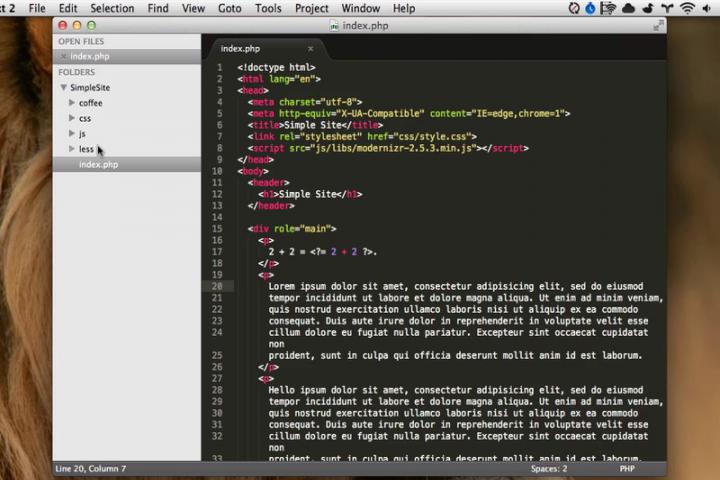 xt 2 File Edit Selection Find View Goto Tools Project Window Help
index.php
OPEN FILES
index.php
FOLDERS
SimpleSite
coffee
css
js
less
index.php
index.php
1 <!doctype html>
2 <html lang="en">
3 <head>
4 <meta charset="utf-8">
5 <meta http-equiv="X-UA-Compatible" content="IE=edge,chrome=1">
6 <title>Simple Site</title>
7 <link rel="stylesheet" href="css/style.css">
8 <script src="js/libs/modernizr-2.5.3.min.js"></script>
9 </head>
10 <body>
11 <header>
12 <h1>Simple Site</h1>
13 </header>
14
15 <div role="main">
16 <p>
17 2 + 2 = <?= 2 + 2 ?>.
18 </p>
19 <p>
20 Lorem ipsum dolor sit amet, consectetur adipisicing elit, sed do eiusmod
21 tempor incididunt ut labore et dolore magna aliqua. Ut enim ad minim veniam,
22 quis nostrud exercitation ullamco laboris nisi ut aliquip ex ea commodo
23 consequat. Duis aute irure dolor in reprehenderit in voluptate velit esse
24 cillum dolore eu fugiat nulla pariatur. Excepteur sint occaecat cupidatat
non
25 proident, sunt in culpa qui officia deserunt mollit anim id est laborum.
26 </p>
27 <p>
28 Hello ipsum dolor sit amet, consectetur adipisicing elit, sed do eiusmod
29 tempor incididunt ut labore et dolore magna aliqua. Ut enim ad minim veniam,
30 quis nostrud exercitation ullamco laboris nisi ut aliquip ex ea commodo
31 consequat. Duis aute irure dolor in reprehenderit in voluptate velit esse
32 cillum dolore eu fugiat nulla pariatur. Excepteur sint occaecat cupidatat
non
33 proident, sunt in culpa qui officia deserunt mollit anim id est laborum.
Line 20, Column 7 Spaces: 2 PHP